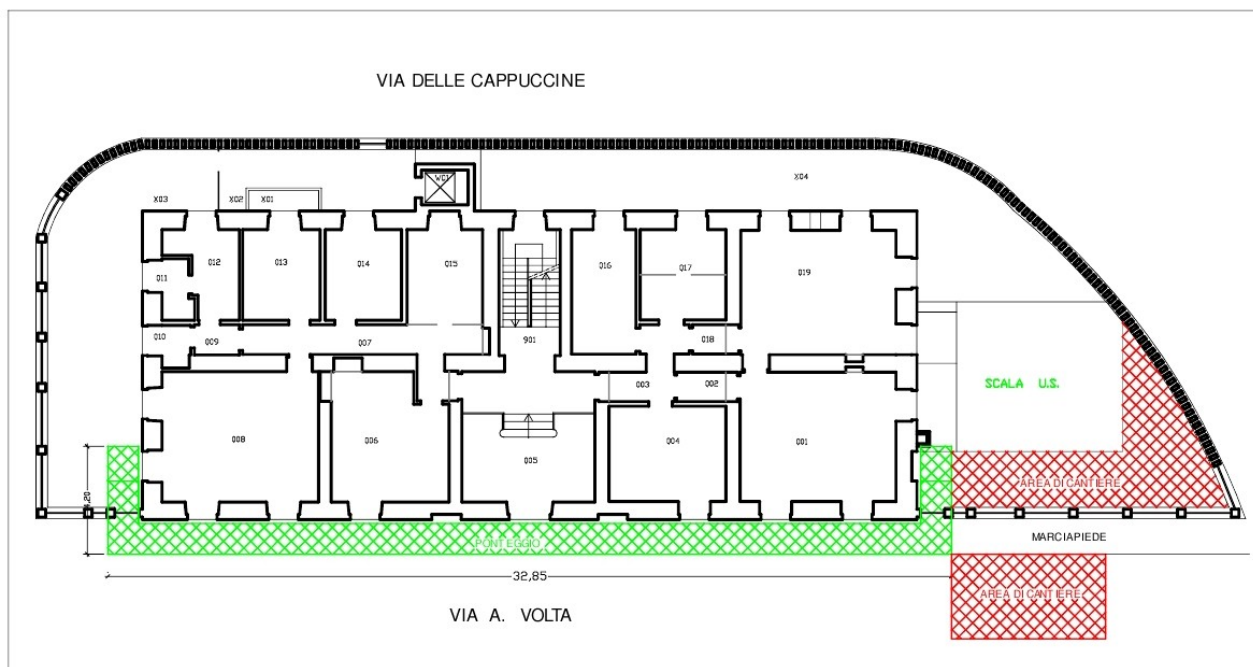 VIA DELLE CAPPUCCINE
WC1
X04
X03
X02
X01
011
012
013
014
015
016
017
019
010
009
007
901
018
003
002
SCALA U.S.
008
006
005
004
001
4,20
AREA DI CANTIERE
PONTEGGIO
MARCIAPIEDE
32,85
AREA DI CANTIERE
VIA A. VOLTA